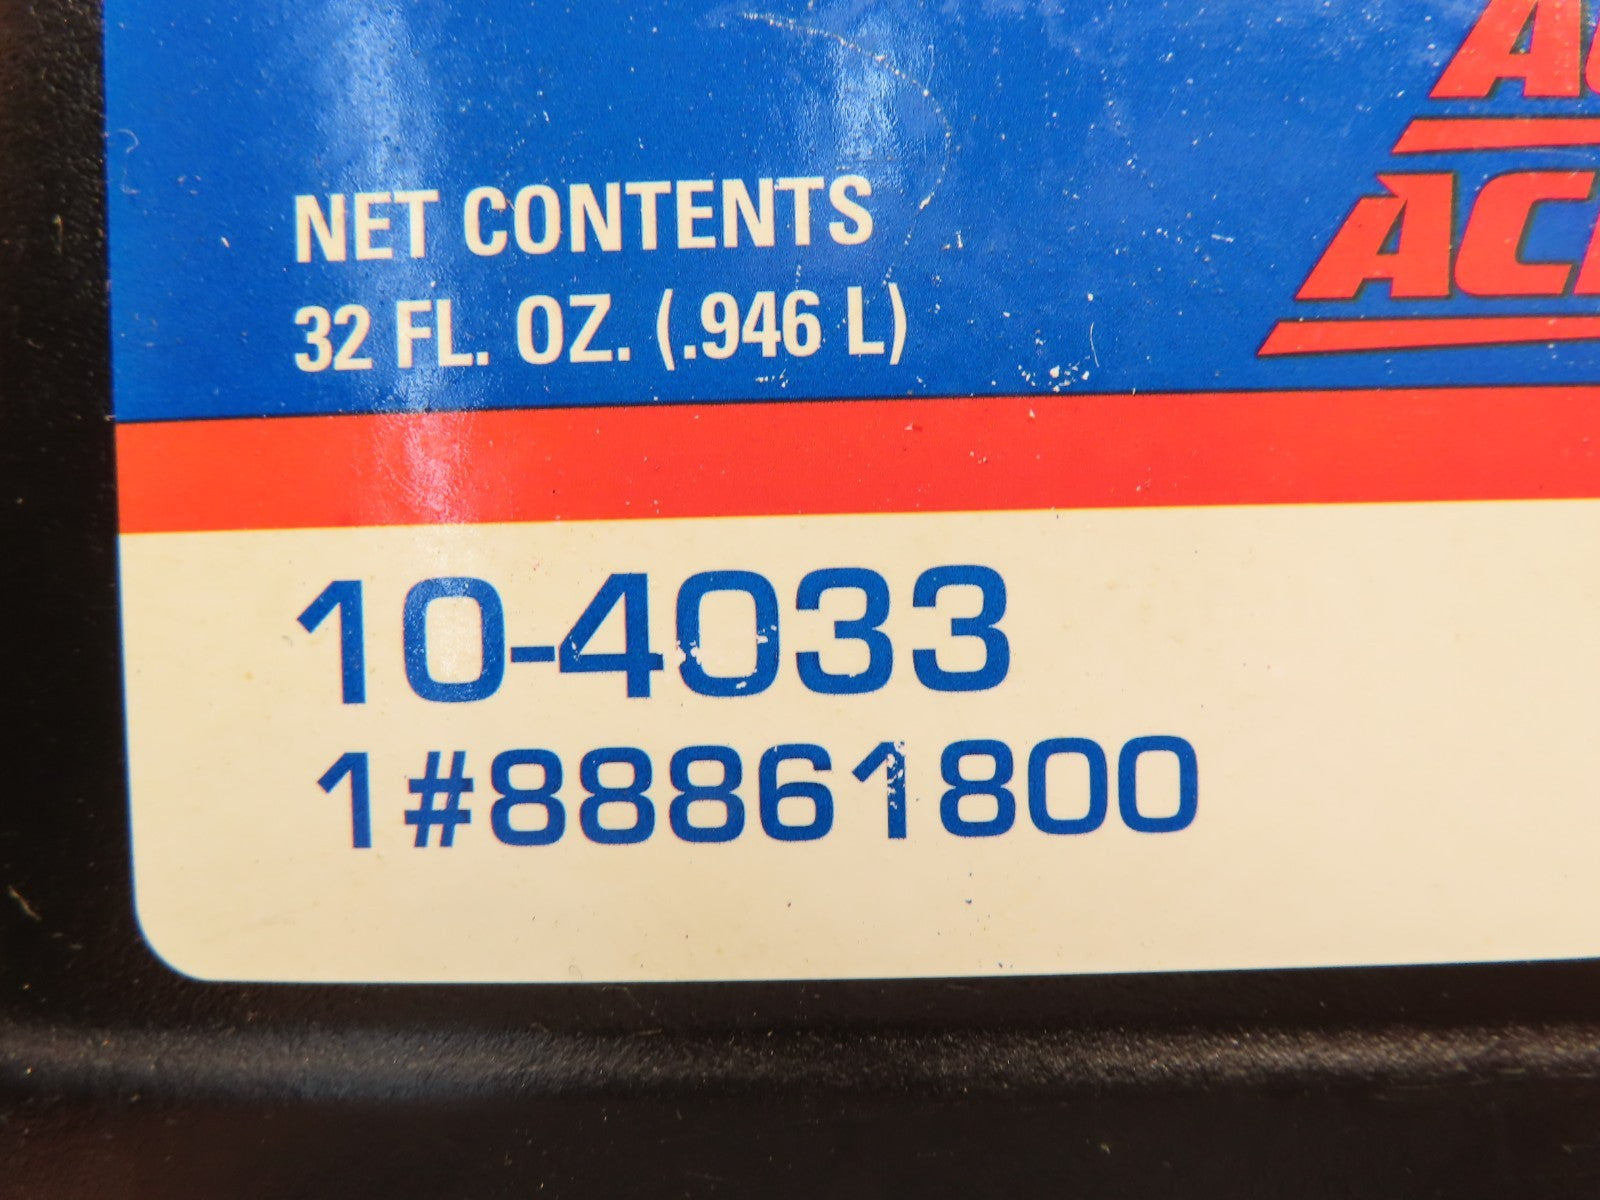 NET CONTENTS
32 FL. OZ. (.946 L)
10-4033
1#88861800